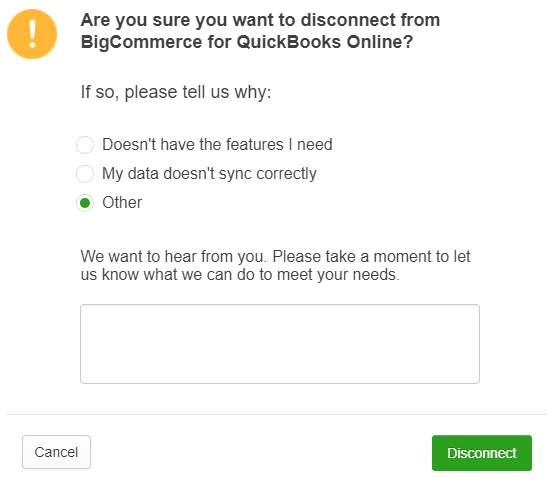 Are you sure you want to disconnect from
BigCommerce for QuickBooks Online?
If so, please tell us why:
Doesn't have the features I need
My data doesn't sync correctly
Other
We want to hear from you. Please take a moment to let
us know what we can do to meet your needs.
Cancel
Disconnect